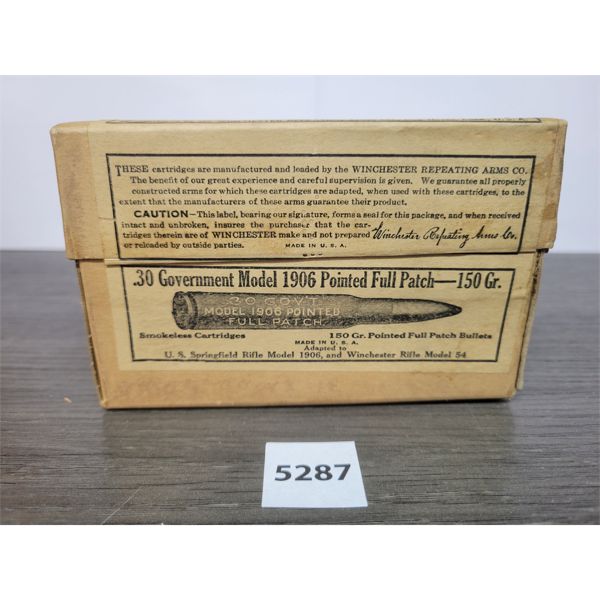 THESE cartridges are manufactured and loaded by the WINCHESTER REPEATING ARMS CO.
The benefit of our great experience and careful supervision is given. We guarantee all properly
constructed arms for which these cartridges are adapted, when used with these cartridges, to the
extent that the manufacturers of these arms guarantee their product.
CAUTION—This label, bearing our signature, forms a seal for this package, and when received
intact and unbroken, insures the purchaser that the car-
tridges therein are of WINCHESTER make and not prepared Winchester Repeating Arms Co.
or reloaded by outside parties. MADE IN U. S. A.
.30 Government Model 1906 Pointed Full Patch—150 Gr.
.30 GOV'T
MODEL 1906 POINTED
FULL PATCH
Smokeless Cartridges 150 Gr. Pointed Full Patch Bullets
MADE IN U. S. A.
Adapted to
U. S. Springfield Rifle Model 1906, and Winchester Rifle Model 54
5287